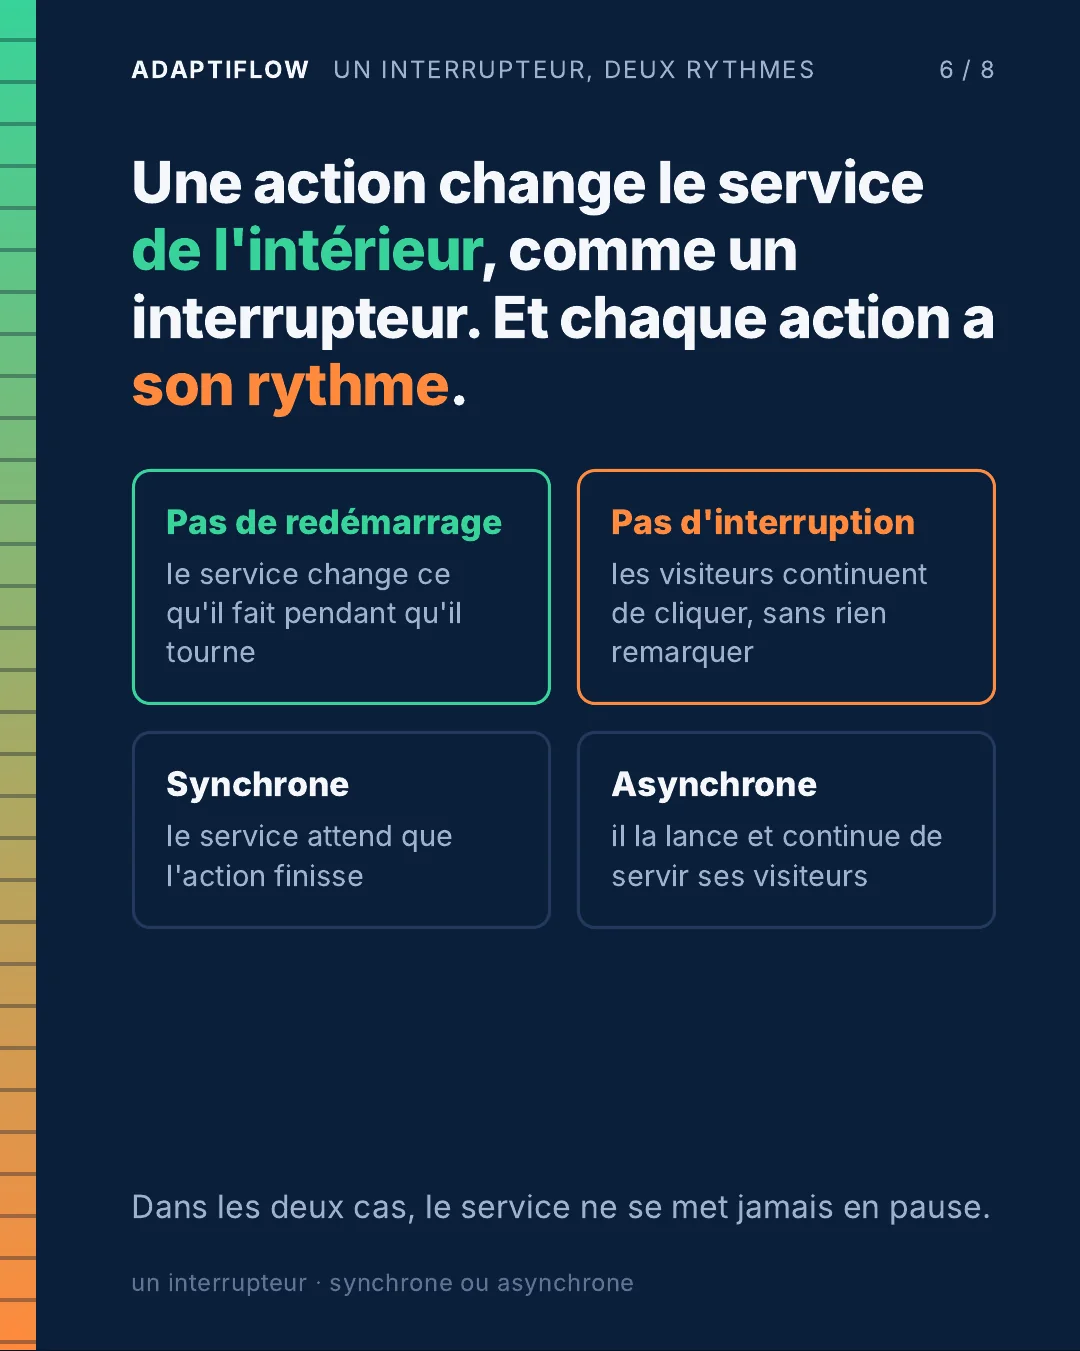 ADAPTIFLOW UN INTERRUPTEUR, DEUX RYTHMES 6 / 8
Une action change le service
de l'intérieur, comme un
interrupteur. Et chaque action a
son rythme.
Pas de redémarrage
le service change ce
qu'il fait pendant qu'il
tourne
Pas d'interruption
les visiteurs continuent
de cliquer, sans rien
remarquer
Synchrone
le service attend que
l'action finisse
Asynchrone
il la lance et continue de
servir ses visiteurs
Dans les deux cas, le service ne se met jamais en pause.
un interrupteur · synchrone ou asynchrone